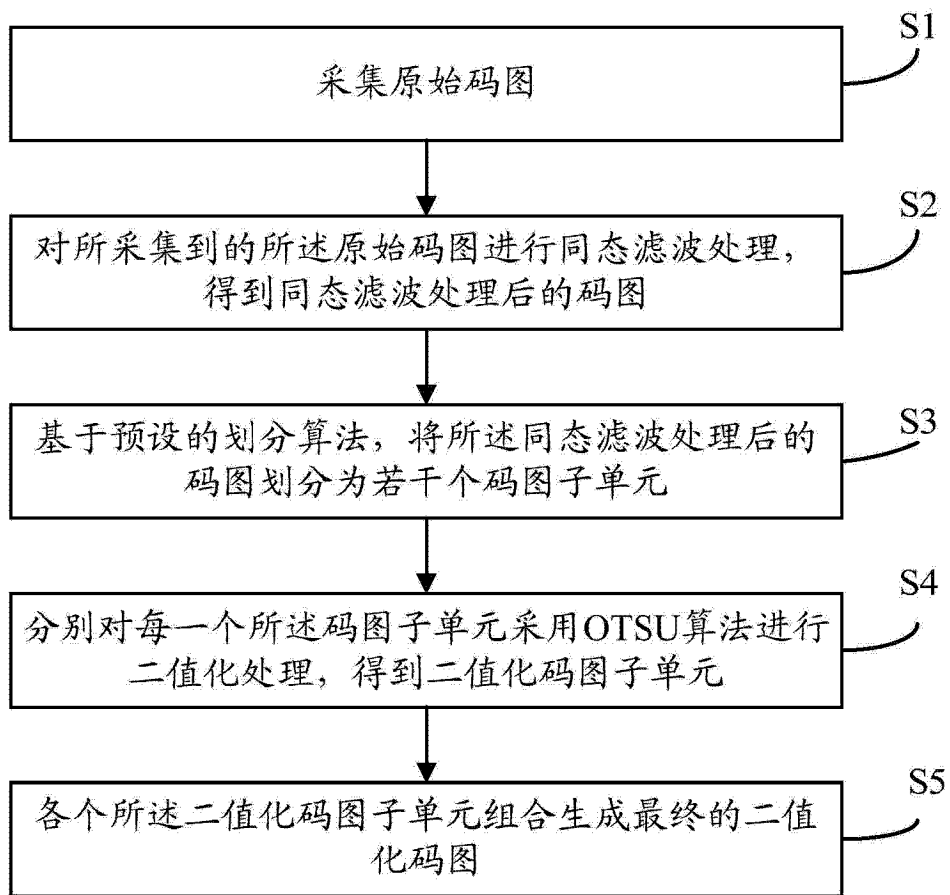 S1
采集原始码图
S2
对所采集到的所述原始码图进行同态滤波处理，
得到同态滤波处理后的码图
S3
基于预设的划分算法，将所述同态滤波处理后的
码图划分为若干个码图子单元
S4
分别对每一个所述码图子单元采用OTSU算法进行
二值化处理，得到二值化码图子单元
S5
各个所述二值化码图子单元组合生成最终的二值
化码图